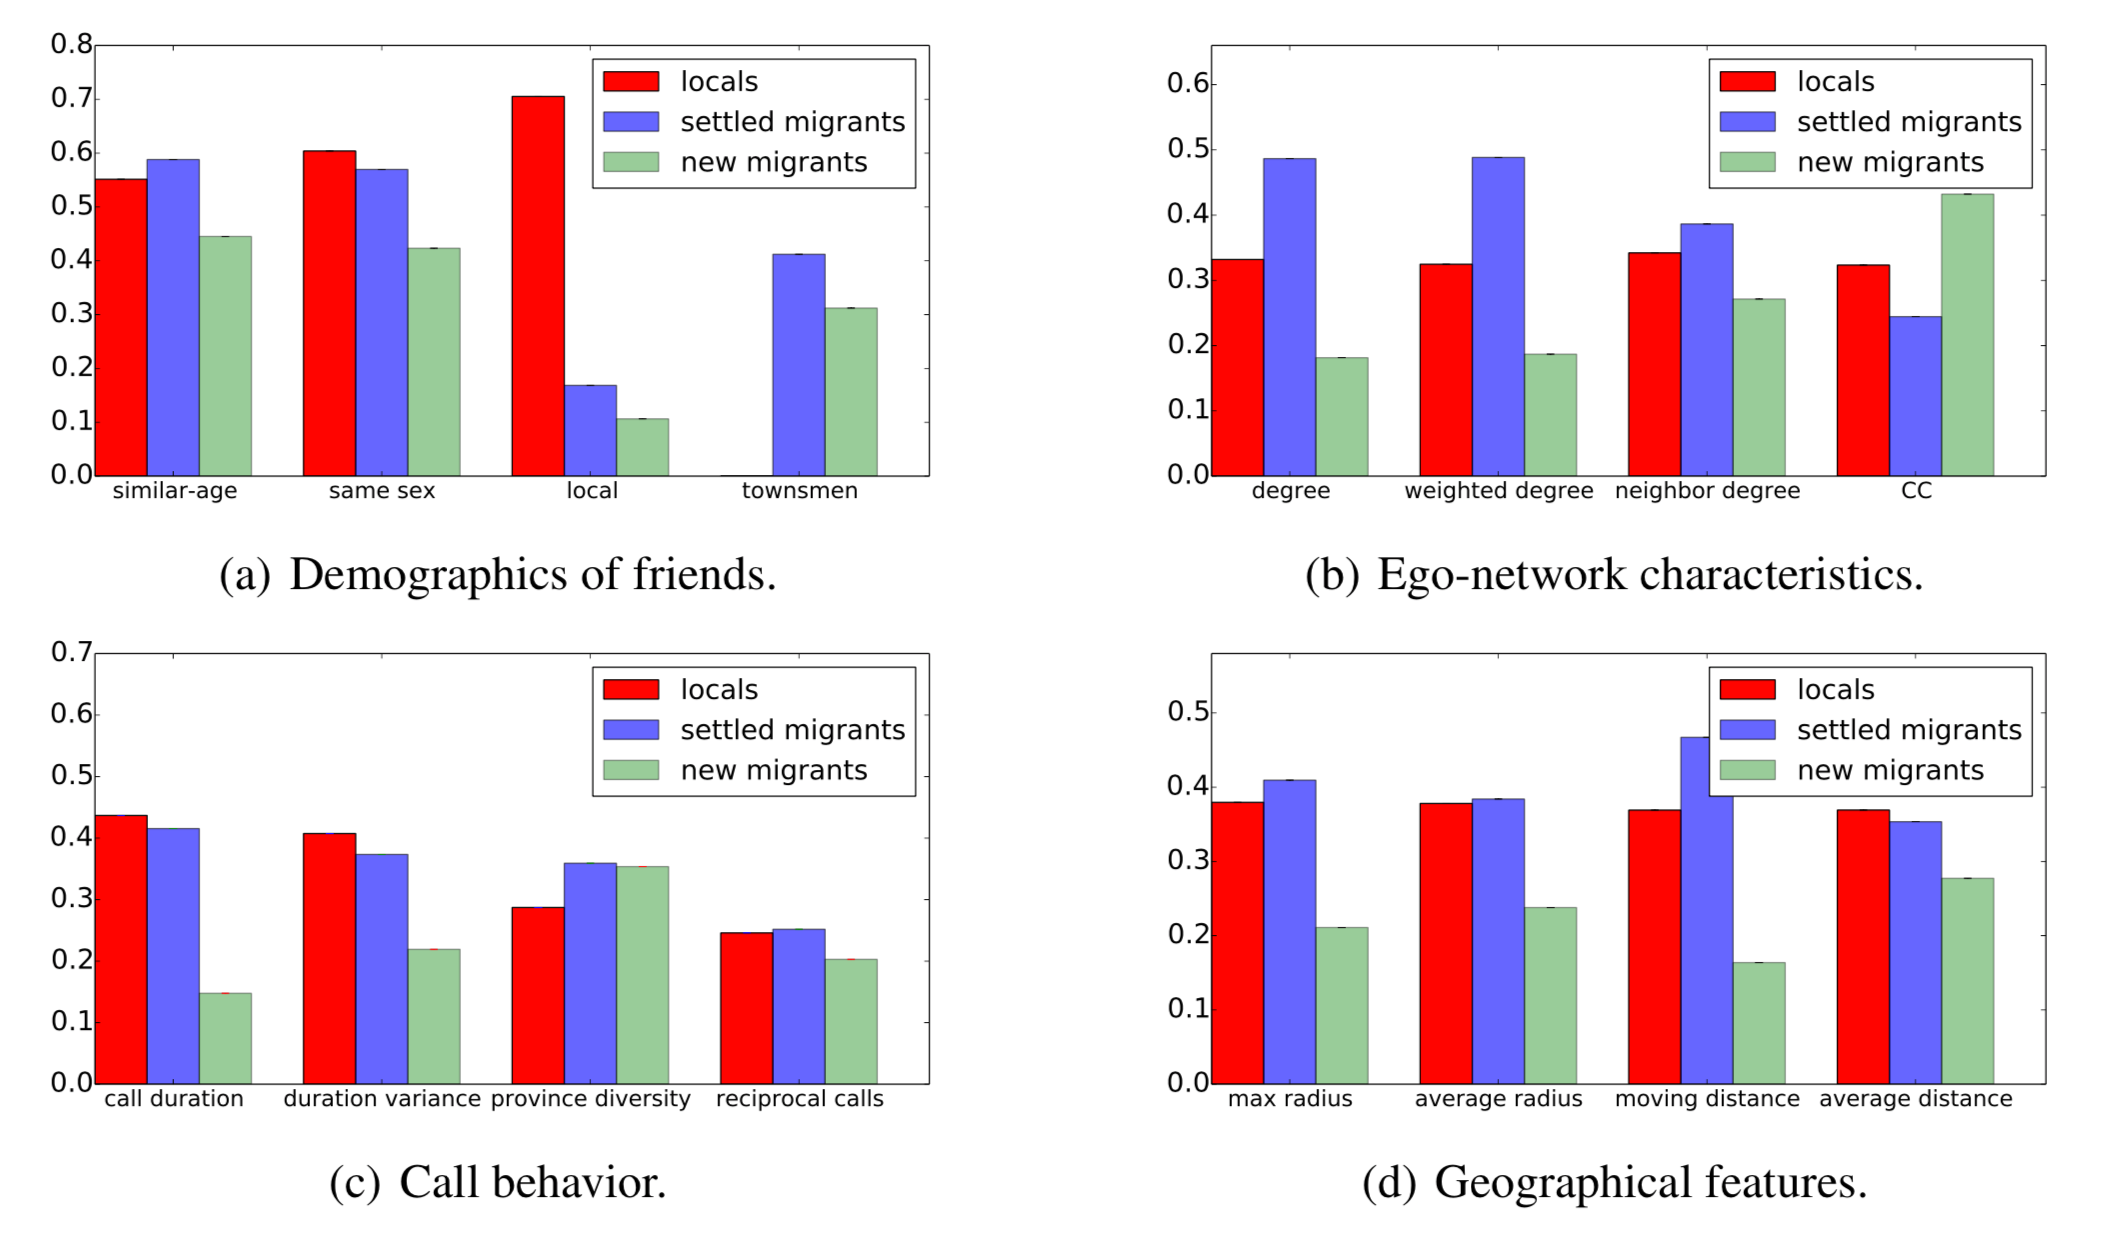 0.8
0.7
0.6
0.5
0.4
0.3
0.2
0.1
0.0
locals
settled migrants
new migrants
similar-age same sex local townsmen
(a) Demographics of friends.
0.6
0.5
0.4
0.3
0.2
0.1
0.0
locals
settled migrants
new migrants
degree weighted degree neighbor degree CC
(b) Ego-network characteristics.
0.7
0.6
0.5
0.4
0.3
0.2
0.1
0.0
locals
settled migrants
new migrants
call duration duration variance province diversity reciprocal calls
(c) Call behavior.
0.5
0.4
0.3
0.2
0.1
0.0
locals
settled migrants
new migrants
max radius average radius moving distance average distance
(d) Geographical features.